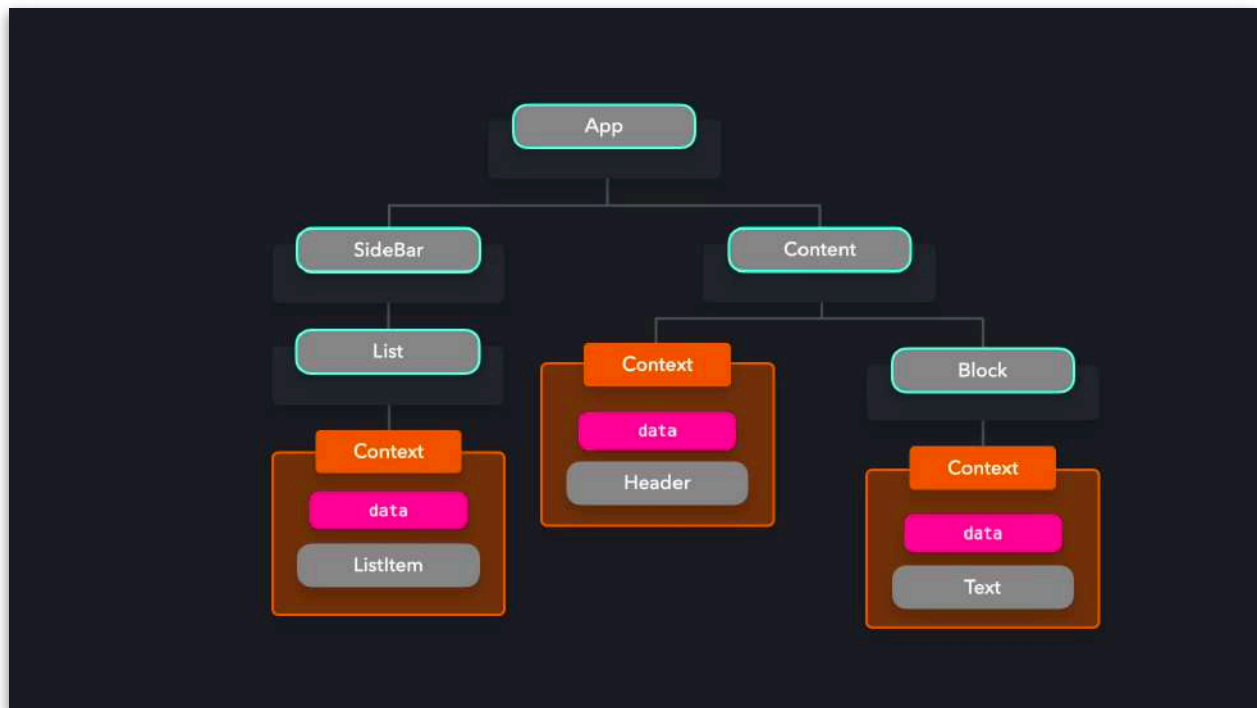 App
SideBar
Content
List
Context
Block
data
Header
Context
data
ListItem
Context
data
Text